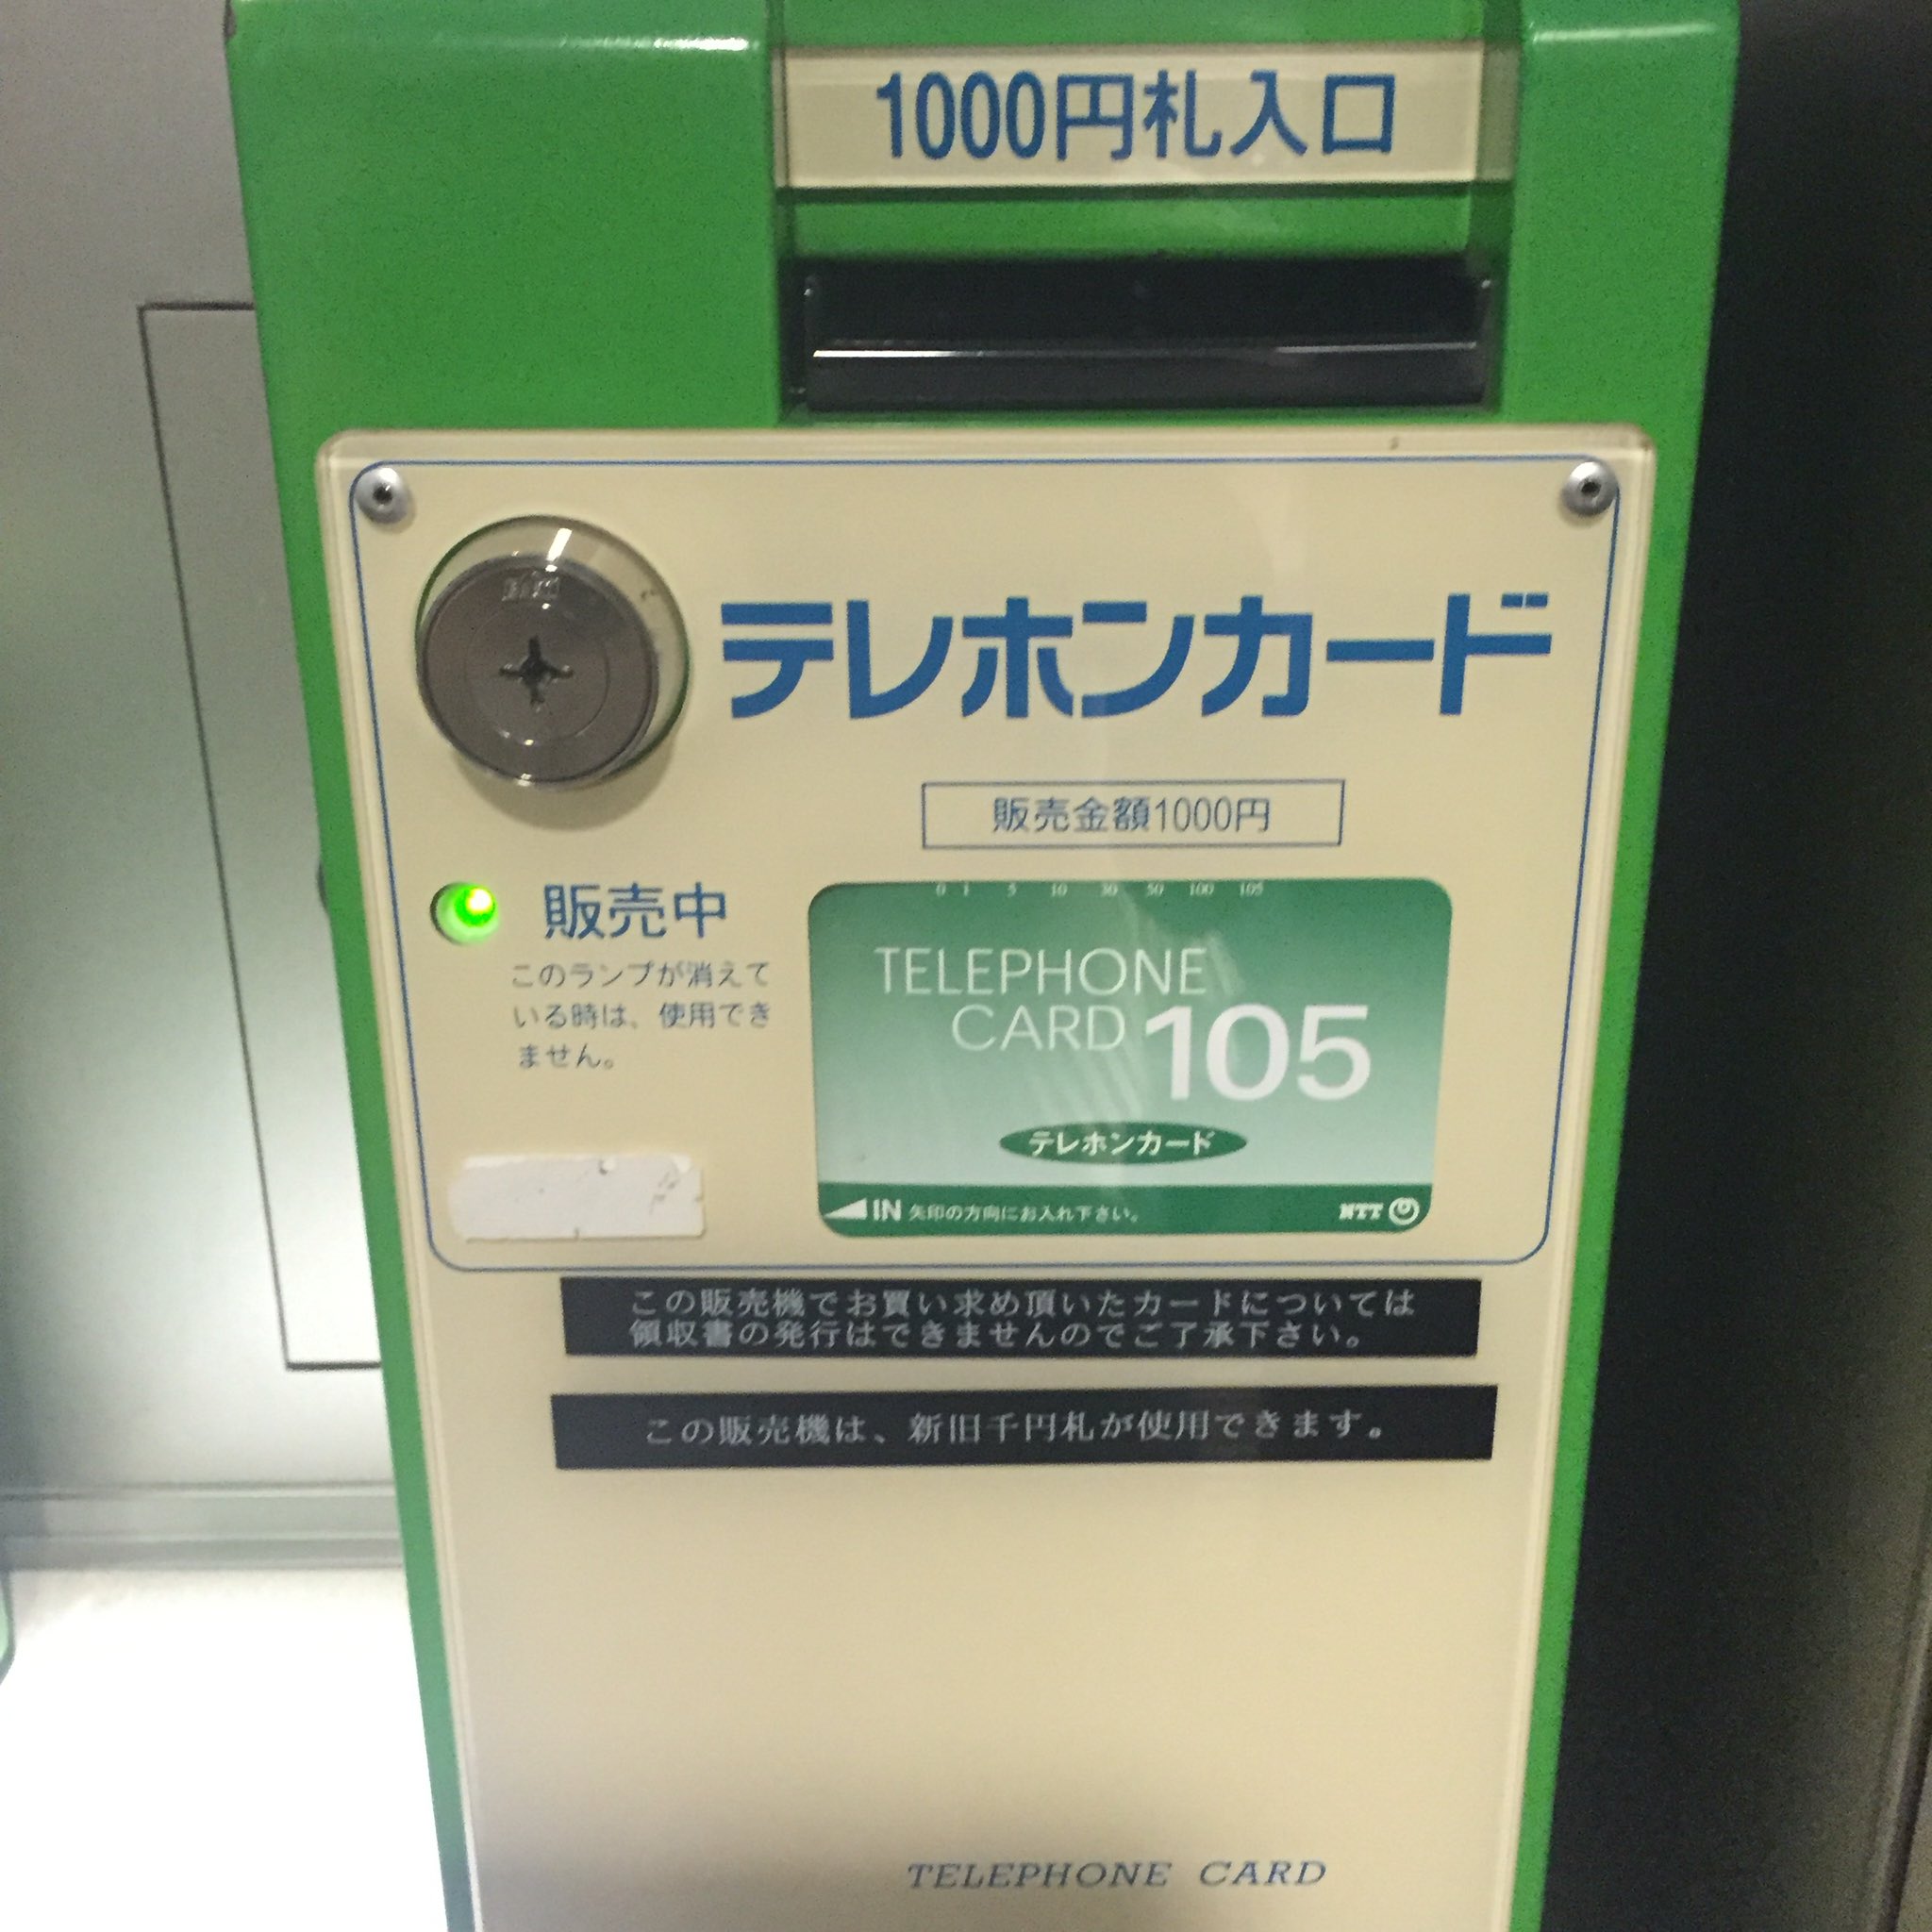 1000円札入口
テレホンカード
販売金額1000円
販売中
このランプが消えて
いる時は、使用でき
ません。
0 1 5 10 30 50 100 105
TELEPHONE
CARD 105
テレホンカード
IN 矢印の方向にお入れ下さい。
NTT
この販売機でお買い求め頂いたカードについては
領収書の発行はできませんのでご了承下さい。
この販売機は、新旧千円札が使用できます。
TELEPHONE CARD